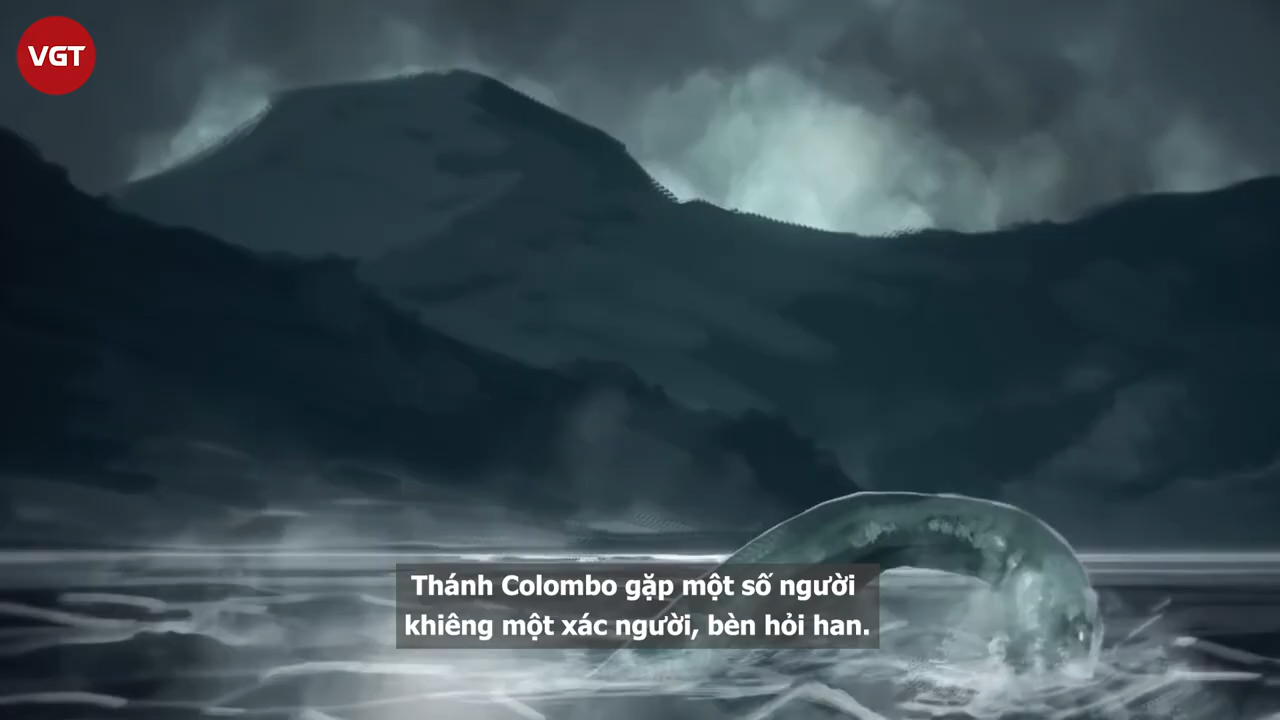 VGT
Thánh Colombo gặp một số người
khiêng một xác người, bèn hỏi han.